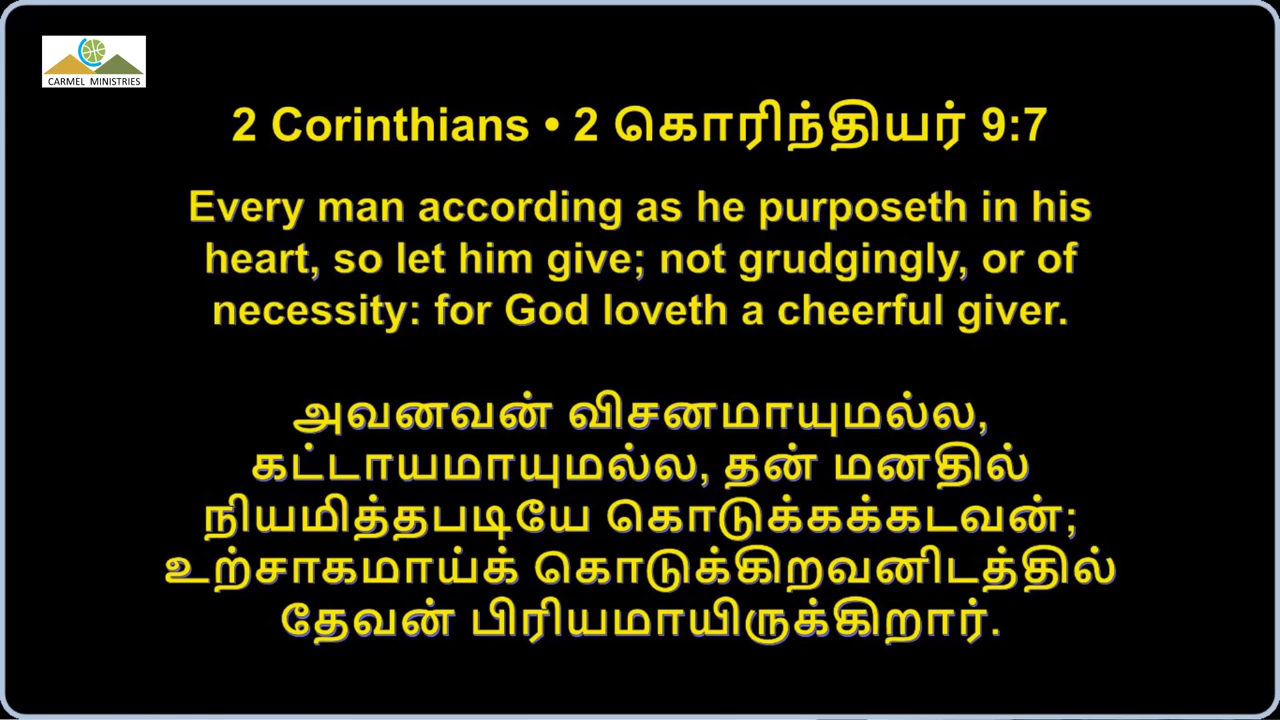 CARMEL MINISTRIES
2 Corinthians • 2 கொரிந்தியர் 9:7
Every man according as he purposeth in his
heart, so let him give; not grudgingly, or of
necessity: for God loveth a cheerful giver.
அவனவன் விசனமாயுமல்ல,
கட்டாயமாயுமல்ல, தன் மனதில்
நியமித்தபடியே கொடுக்கக்கடவன்;
உற்சாகமாய்க் கொடுக்கிறவனிடத்தில்
தேவன் பிரியமாயிருக்கிறார்.